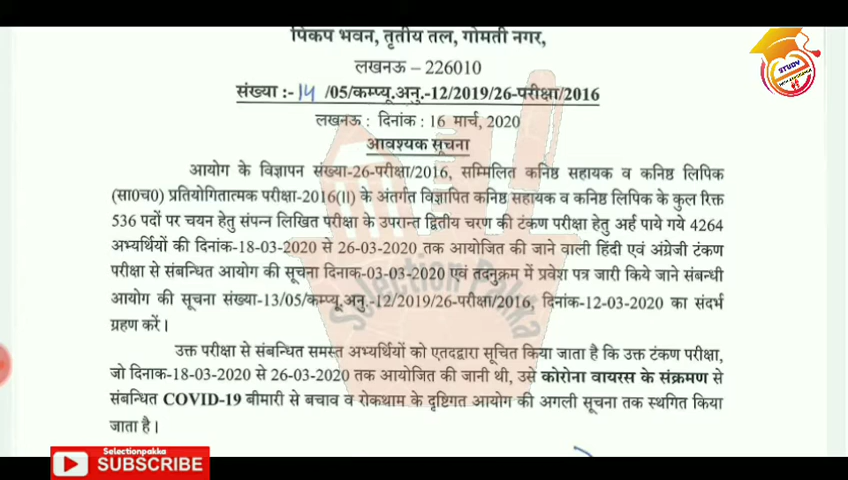 पिकप भवन, तृतीय तल, गोमती नगर,
लखनऊ – 226010
संख्या :-14 /05/कम्प्यू.अनु.-12/2019/26-परीक्षा/2016
लखनऊ : दिनांक : 16 मार्च, 2020
आवश्यक सूचना
आयोग के विज्ञापन संख्या-26-परीक्षा/2016, सम्मिलित कनिष्ठ सहायक व कनिष्ठ लिपिक
(सा0च0) प्रतियोगितात्मक परीक्षा-2016(II) के अंतर्गत विज्ञापित कनिष्ठ सहायक व कनिष्ठ लिपिक के कुल रिक्त
536 पदों पर चयन हेतु संपन्न लिखित परीक्षा के उपरान्त द्वितीय चरण की टंकण परीक्षा हेतु अर्ह पाये गये 4264
अभ्यर्थियों की दिनांक-18-03-2020 से 26-03-2020 तक आयोजित की जाने वाली हिंदी एवं अंग्रेजी टंकण
परीक्षा से संबन्धित आयोग की सूचना दिनाक-03-03-2020 एवं तदनुक्रम में प्रवेश पत्र जारी किये जाने संबन्धी
आयोग की सूचना संख्या-13/05/कम्प्यू.अनु.-12/2019/26-परीक्षा/2016, दिनांक-12-03-2020 का संदर्भ
ग्रहण करें।
उक्त परीक्षा से संबन्धित समस्त अभ्यर्थियों को एतदद्वारा सूचित किया जाता है कि उक्त टंकण परीक्षा,
जो दिनाक-18-03-2020 से 26-03-2020 तक आयोजित की जानी थी, उसे कोरोना वायरस के संक्रमण से
संबन्धित COVID-19 बीमारी से बचाव व रोकथाम के दृष्टिगत आयोग की अगली सूचना तक स्थगित किया
जाता है।
Selection Pakka
STUDY
Selectionpakka
SUBSCRIBE